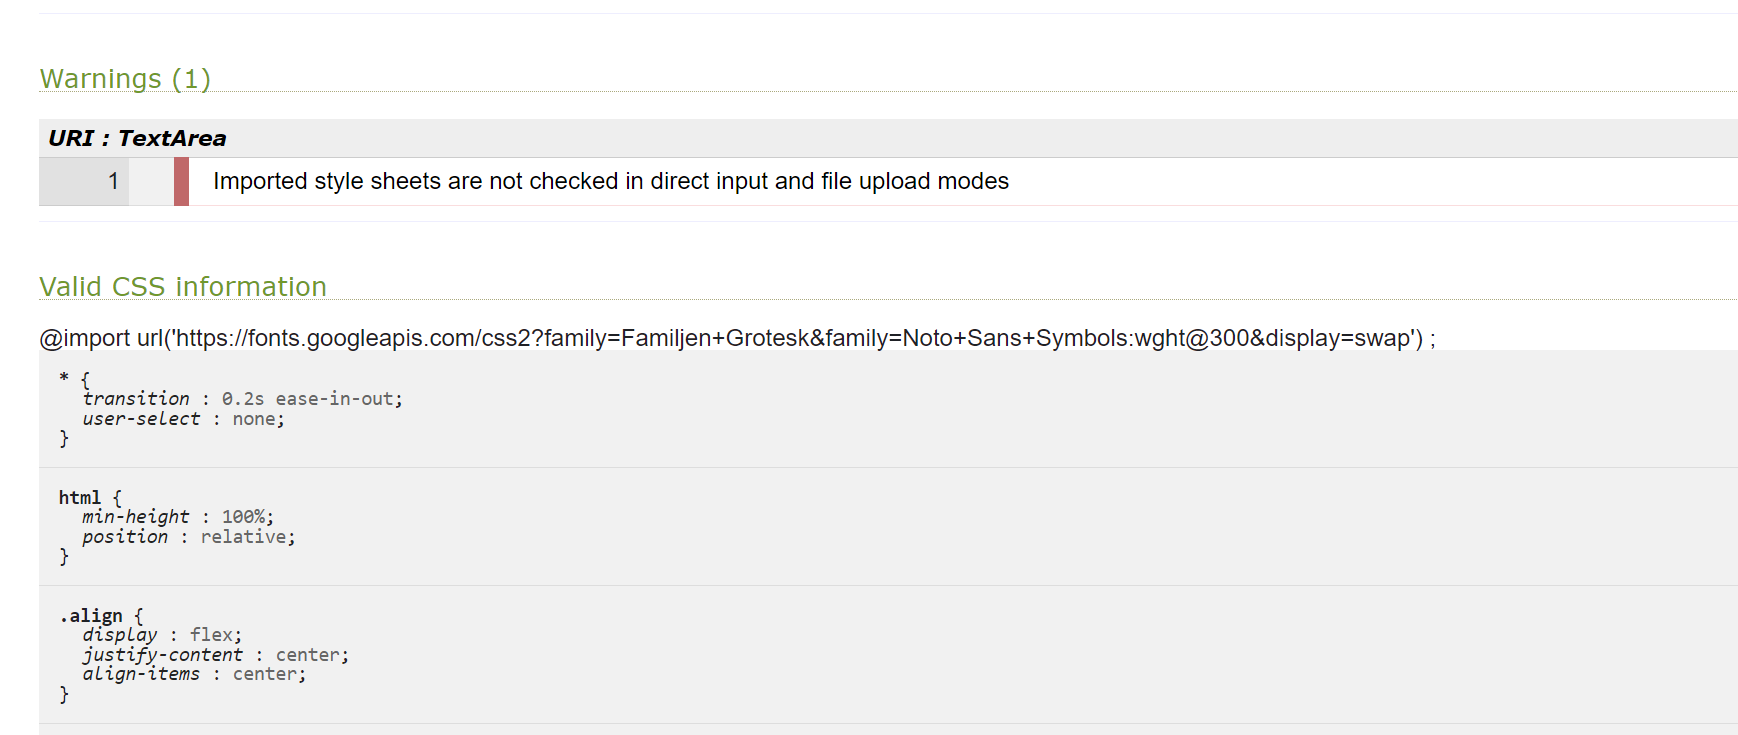 Warnings (1)
URI : TextArea
1 Imported style sheets are not checked in direct input and file upload modes
Valid CSS information
@import url('https://fonts.googleapis.com/css2?family=Familjen+Grotesk&family=Noto+Sans+Symbols:wght@300&display=swap') ;
* {
transition : 0.2s ease-in-out;
user-select : none;
}
html {
min-height : 100%;
position : relative;
}
.align {
display : flex;
justify-content : center;
align-items : center;
}